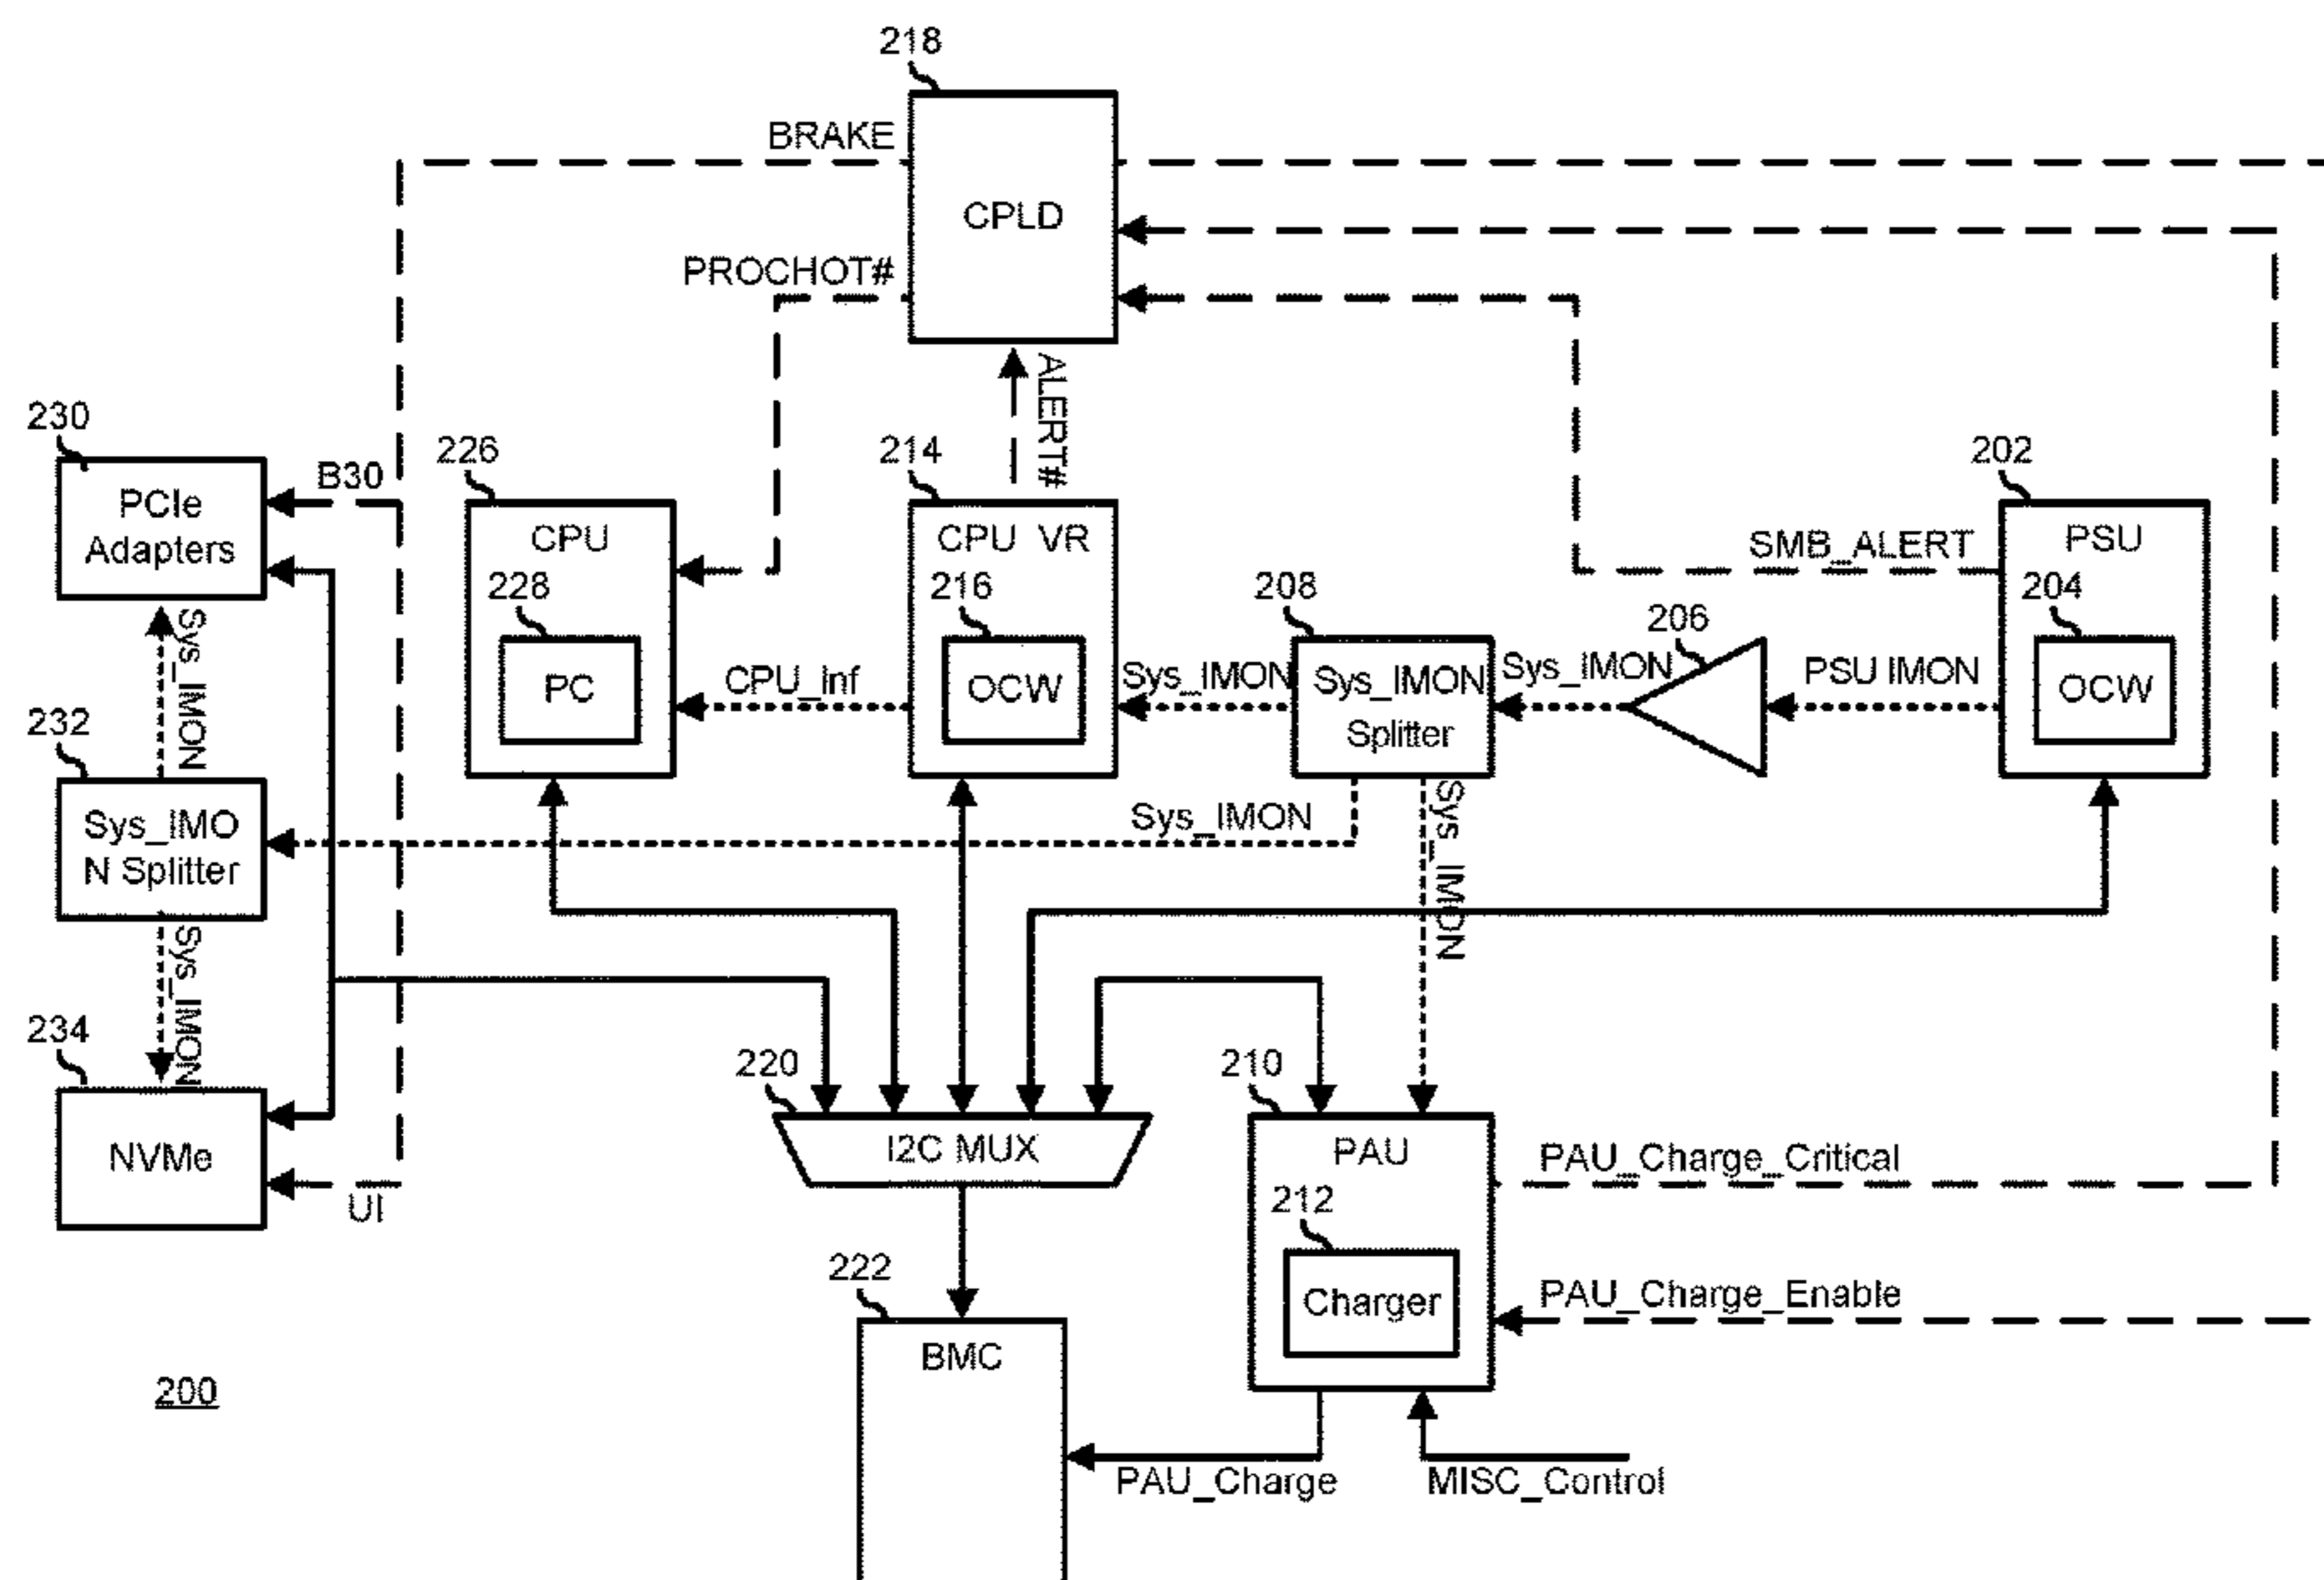 218
BRAKE
CPLD
PROCHOT#
ALERT#
230
PCIe
Adapters
B30
226
CPU
228
PC
214
CPU VR
216
OCW
CPU_Inf
208
Sys_IMON
Splitter
Sys_IMON
206
Sys_IMON
PSU IMON
SMB_ALERT
202
PSU
204
OCW
Sys_IMON
232
Sys_IMO
N Splitter
Sys_IMON
Sys_IMON
Sys_IMON
234
NVMe
UI
220
I2C MUX
210
PAU
212
Charger
PAU_Charge_Critical
PAU_Charge_Enable
222
BMC
PAU_Charge
MISC_Control
200